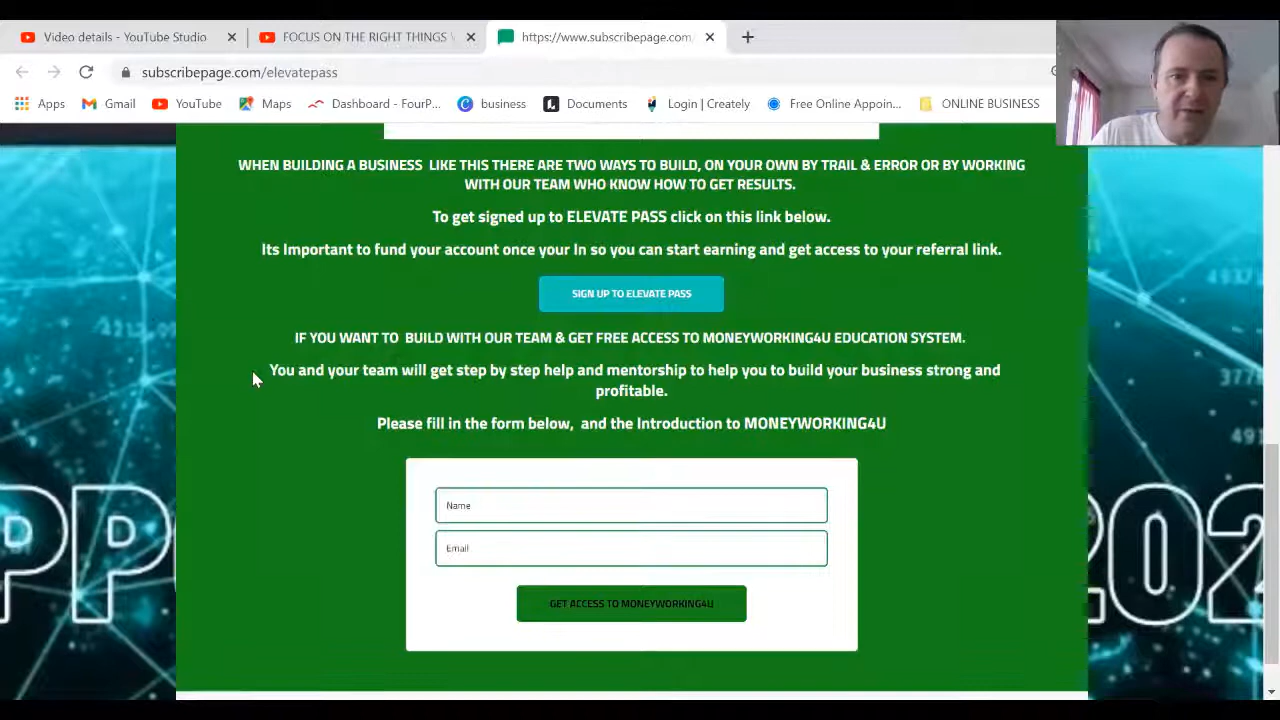 Video details - YouTube Studio
FOCUS ON THE RIGHT THINGS
https://www.subscribepage.com/
subscribepage.com/elevatepass
Apps Gmail YouTube Maps Dashboard - FourP... business Documents Login | Creately Free Online Appoin... ONLINE BUSINESS
WHEN BUILDING A BUSINESS LIKE THIS THERE ARE TWO WAYS TO BUILD, ON YOUR OWN BY TRAIL & ERROR OR BY WORKING
WITH OUR TEAM WHO KNOW HOW TO GET RESULTS.
To get signed up to ELEVATE PASS click on this link below.
Its Important to fund your account once your In so you can start earning and get access to your referral link.
SIGN UP TO ELEVATE PASS
IF YOU WANT TO BUILD WITH OUR TEAM & GET FREE ACCESS TO MONEYWORKING4U EDUCATION SYSTEM.
You and your team will get step by step help and mentorship to help you to build your business strong and
profitable.
Please fill in the form below, and the Introduction to MONEYWORKING4U
Name
Email
GET ACCESS TO MONEYWORKING4U
PP
202